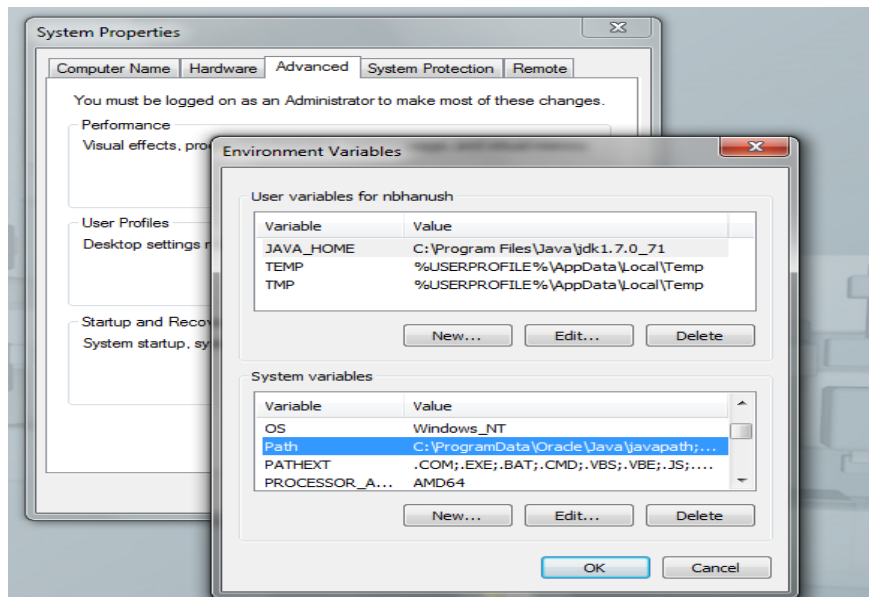 System Properties
Computer Name Hardware Advanced System Protection Remote
You must be logged on as an Administrator to make most of these changes.
Performance
Visual effects,
Environment Variables
User variables for nbhanush
Variable Value
JAVA_HOME C:\Program Files\Java\jdk1.7.0_71
TEMP %USERPROFILE%\AppData\Local\Temp
TMP %USERPROFILE%\AppData\Local\Temp
New... Edit... Delete
User Profiles
Desktop settings
Startup and
System startup,
System variables
Variable Value
OS Windows_NT
Path C:\ProgramData\Oracle\Java\javapath;...
PATHEXT .COM;.EXE;.BAT;.CMD;.VBS;.VBE;.JS;....
PROCESSOR_A... AMD64
New... Edit... Delete
OK Cancel